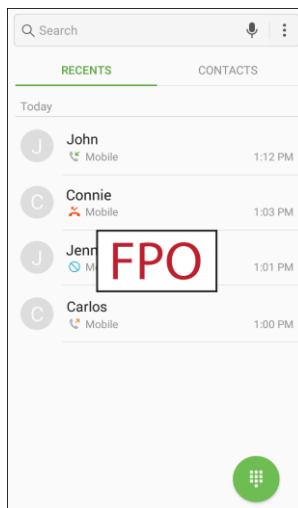 Search
RECENTS
CONTACTS
Today
J
John
Mobile
1:12 PM
C
Connie
Mobile
1:03 PM
J
FPO
1:01 PM
C
Carlos
Mobile
1:00 PM